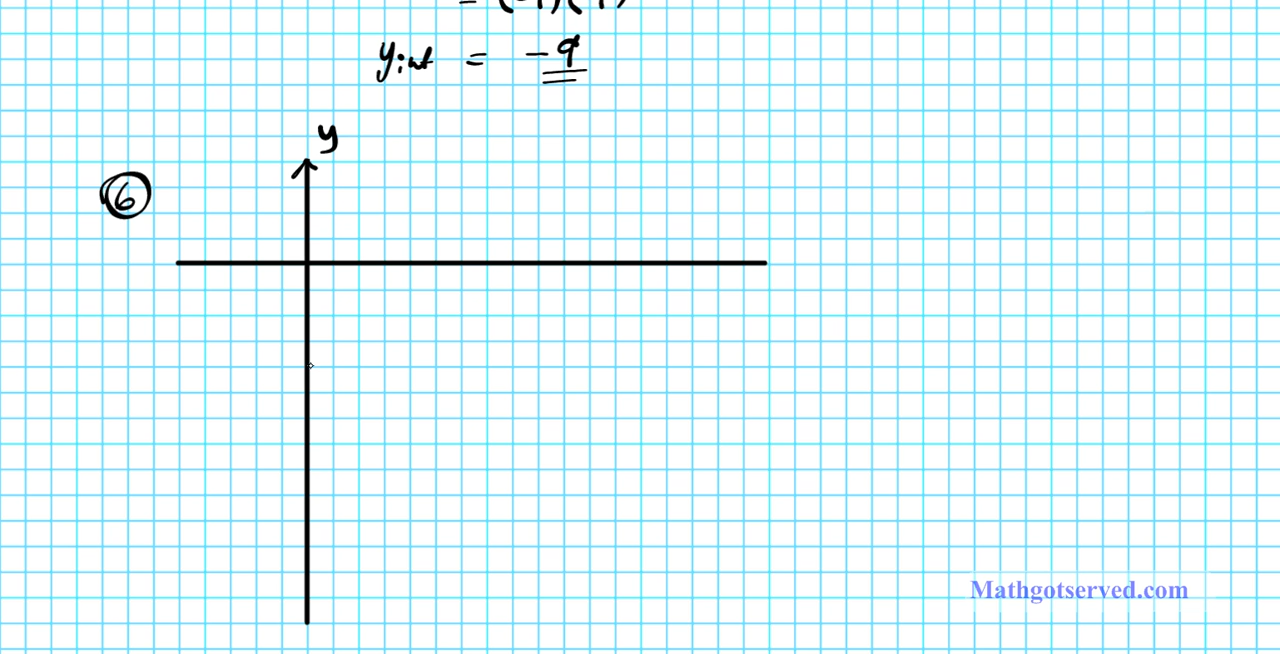 y int = -9
y
6
Mathgotserved.com